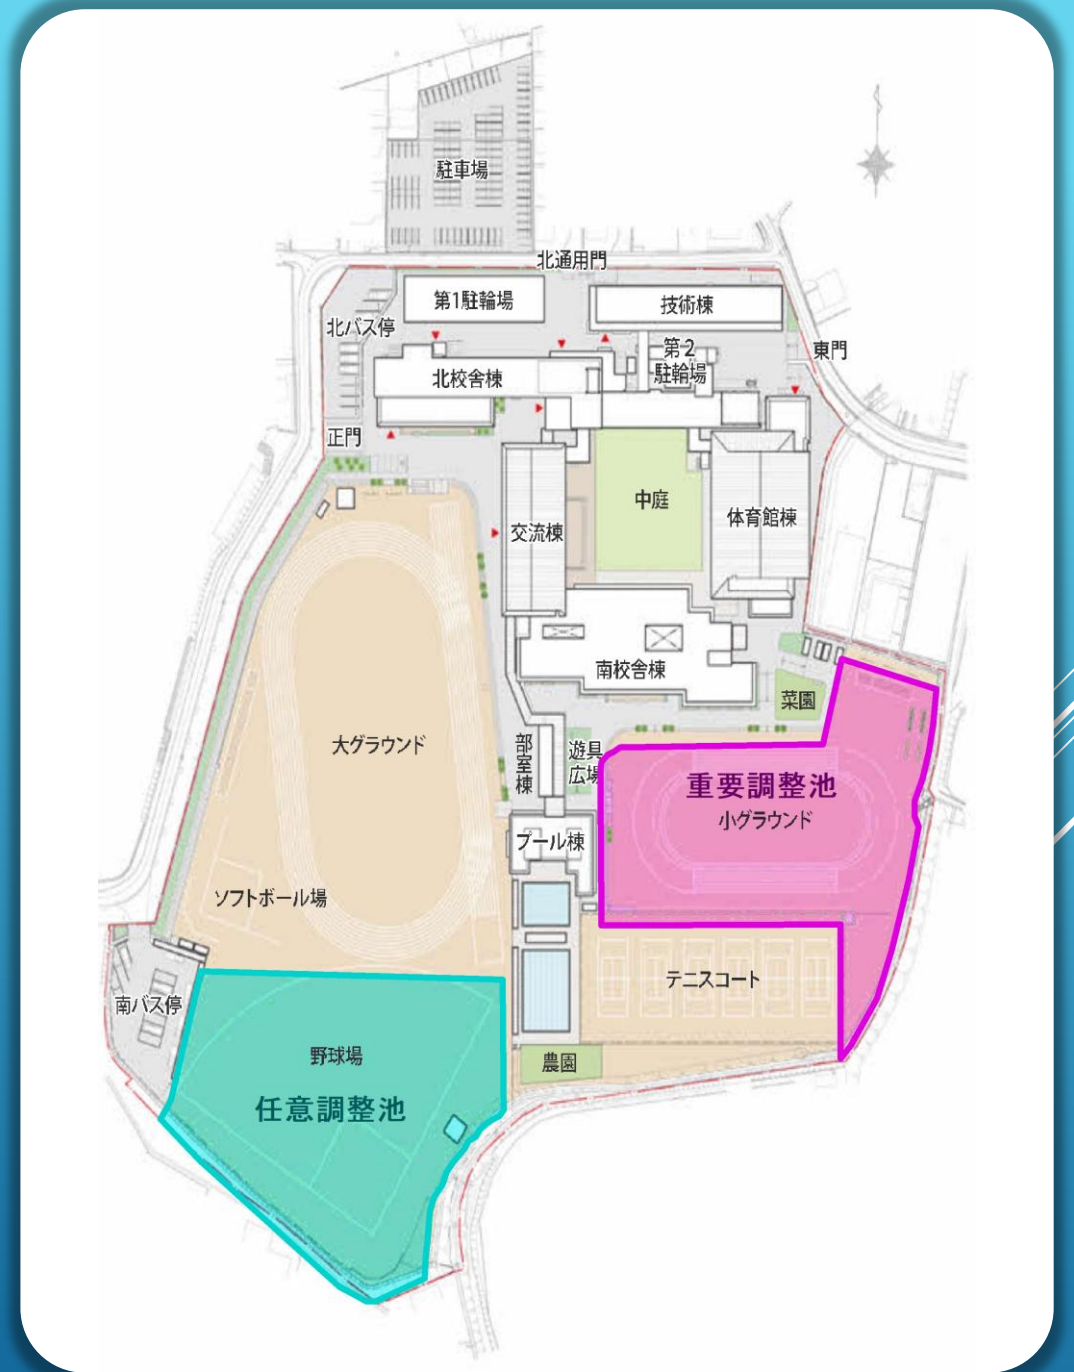 駐車場
北通用門
第1駐輪場
技術棟
北バス停
第2
駐輪場
東門
北校舎棟
正門
中庭
体育館棟
交流棟
南校舎棟
菜園
大グラウンド
部室棟
遊具
広場
重要調整池
小グラウンド
プール棟
ソフトボール場
テニスコート
南バス停
野球場
農園
任意調整池